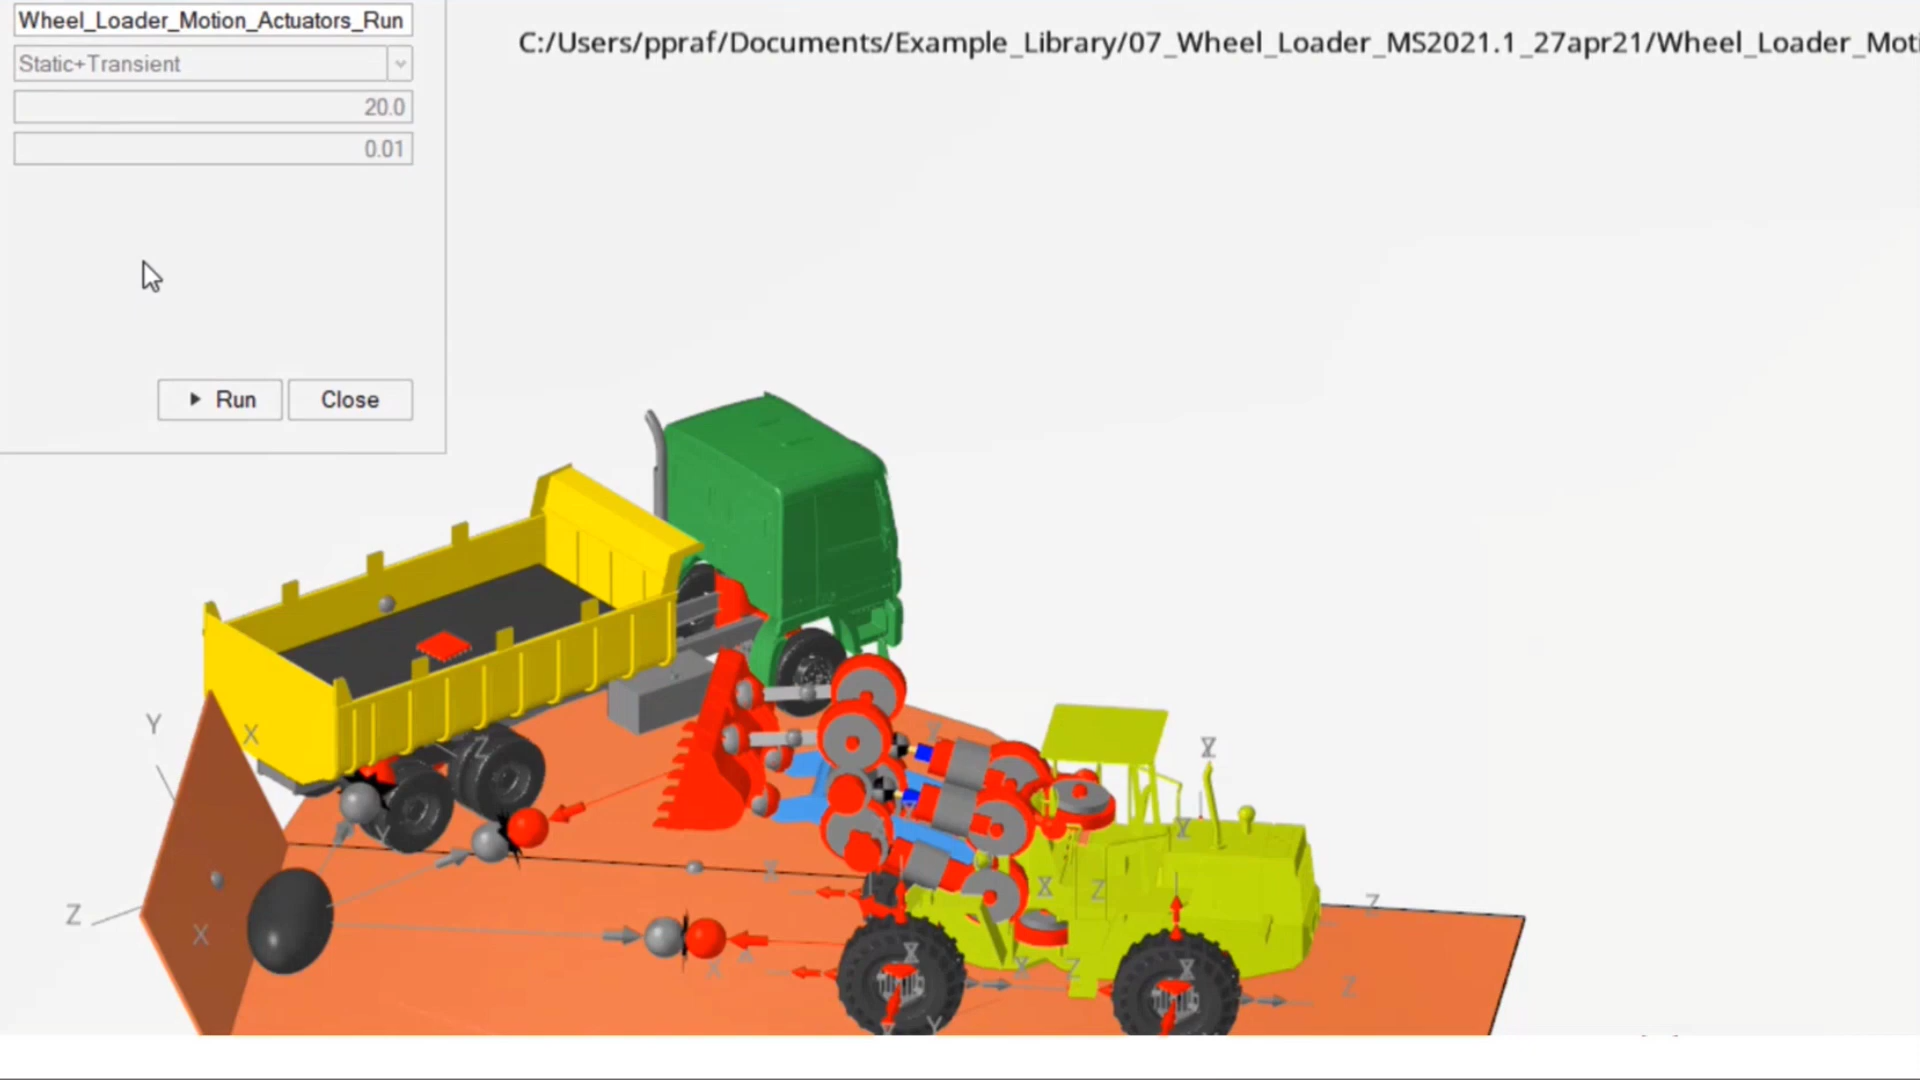 Wheel_Loader_Motion_Actuators_Run
C:/Users/ppraf/Documents/Example_Library/07_Wheel_Loader_MS2021.1_27apr21/Wheel_Loader_Moti
Static+Transient
20.0
0.01
Run
Close
Y
X
Z
Z
X
Y
X
Z
X
Z
Y
Y
X
X
X
Z
X
Z
Z
X
Y